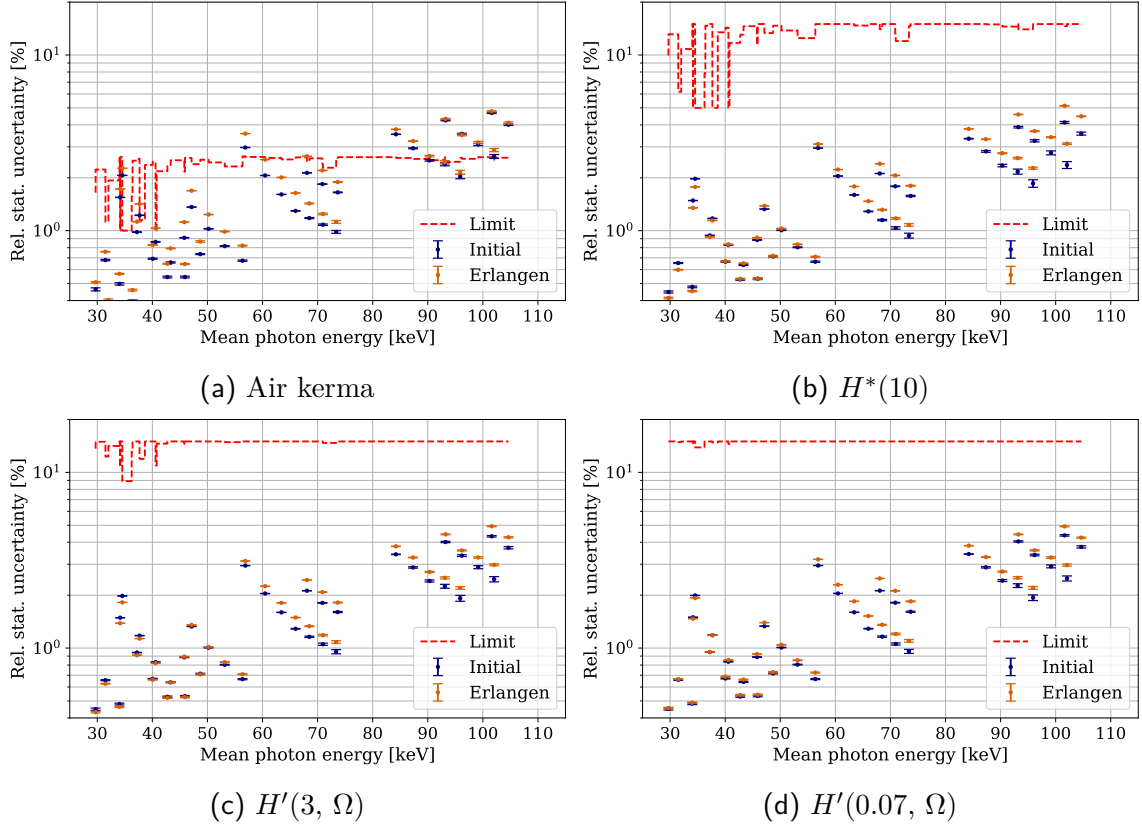 Rel. stat. uncertainty [%]
10¹
10⁰
30 40 50 60 70 80 90 100 110
Mean photon energy [keV]
Limit
Initial
Erlangen
(a) Air kerma
Rel. stat. uncertainty [%]
10¹
10⁰
30 40 50 60 70 80 90 100 110
Mean photon energy [keV]
Limit
Initial
Erlangen
(b) H*(10)
Rel. stat. uncertainty [%]
10¹
10⁰
30 40 50 60 70 80 90 100 110
Mean photon energy [keV]
Limit
Initial
Erlangen
(c) H′(3, Ω)
Rel. stat. uncertainty [%]
10¹
10⁰
30 40 50 60 70 80 90 100 110
Mean photon energy [keV]
Limit
Initial
Erlangen
(d) H′(0.07, Ω)